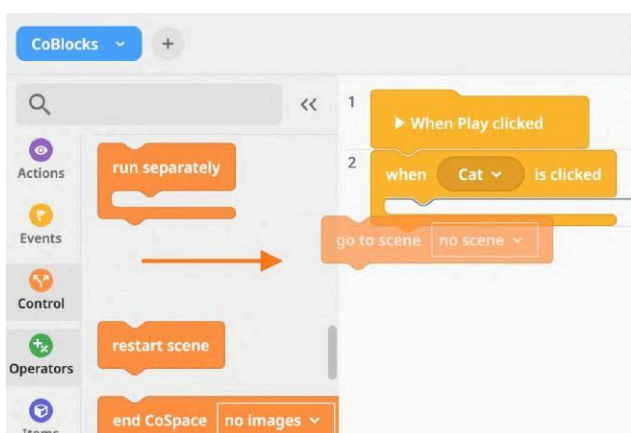 CoBlocks
+
Actions
Events
Control
Operators
Items
run separately
restart scene
end CoSpace no images
1
When Play clicked
2
when Cat is clicked
go to scene no scene